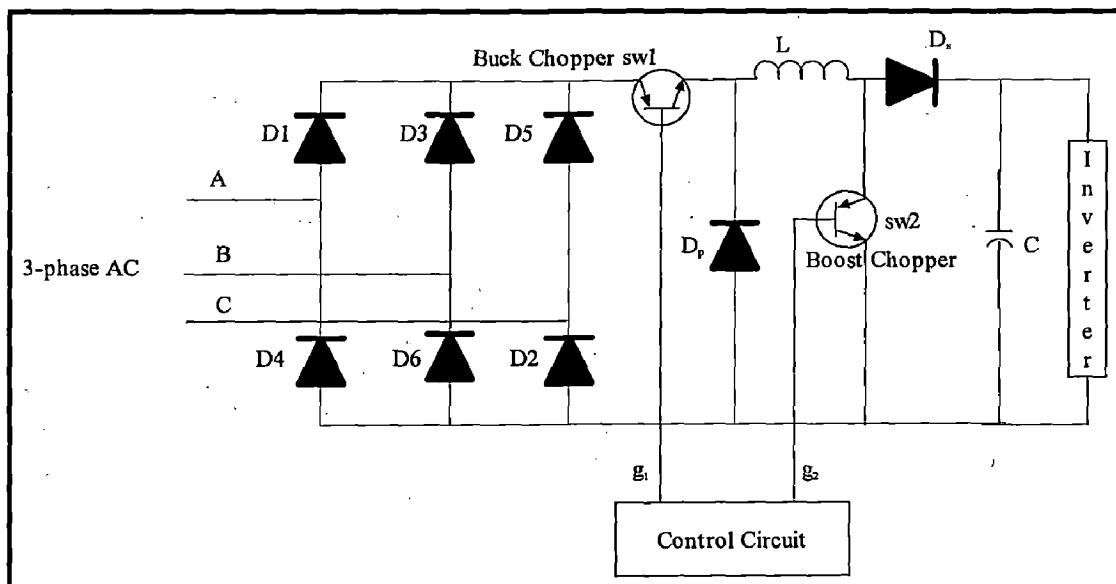 Buck Chopper sw1
L
Dₛ
D1
D3
D5
A
3-phase AC
B
C
Dₚ
sw2
Boost Chopper
C
Inverter
D4
D6
D2
g₁
g₂
Control Circuit